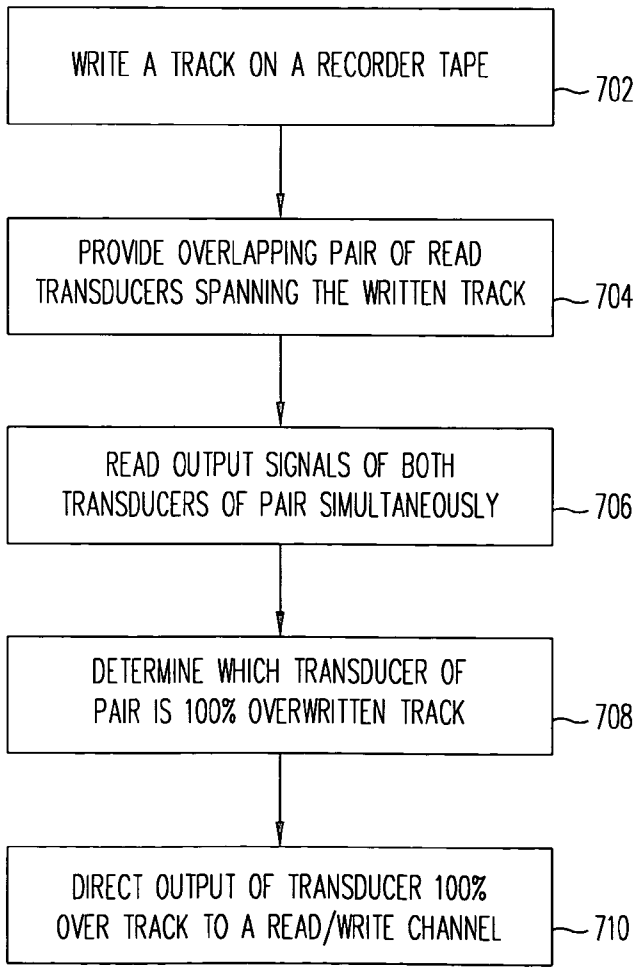 WRITE A TRACK ON A RECORDER TAPE
702
PROVIDE OVERLAPPING PAIR OF READ
TRANSDUCERS SPANNING THE WRITTEN TRACK
704
READ OUTPUT SIGNALS OF BOTH
TRANSDUCERS OF PAIR SIMULTANEOUSLY
706
DETERMINE WHICH TRANSDUCER OF
PAIR IS 100% OVERWRITTEN TRACK
708
DIRECT OUTPUT OF TRANSDUCER 100%
OVER TRACK TO A READ/WRITE CHANNEL
710